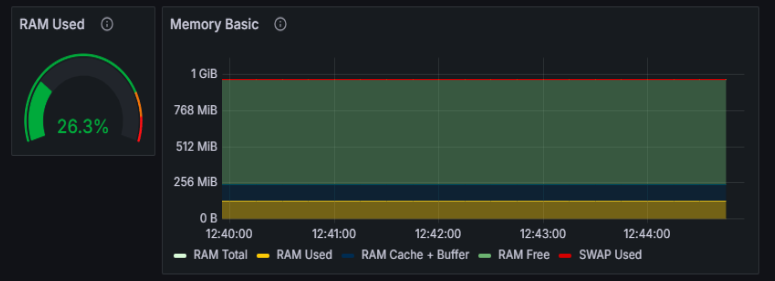 RAM Used
26.3%
Memory Basic
1 GiB
768 MiB
512 MiB
256 MiB
0 B
12:40:00 12:41:00 12:42:00 12:43:00 12:44:00
RAM Total RAM Used RAM Cache + Buffer RAM Free SWAP Used